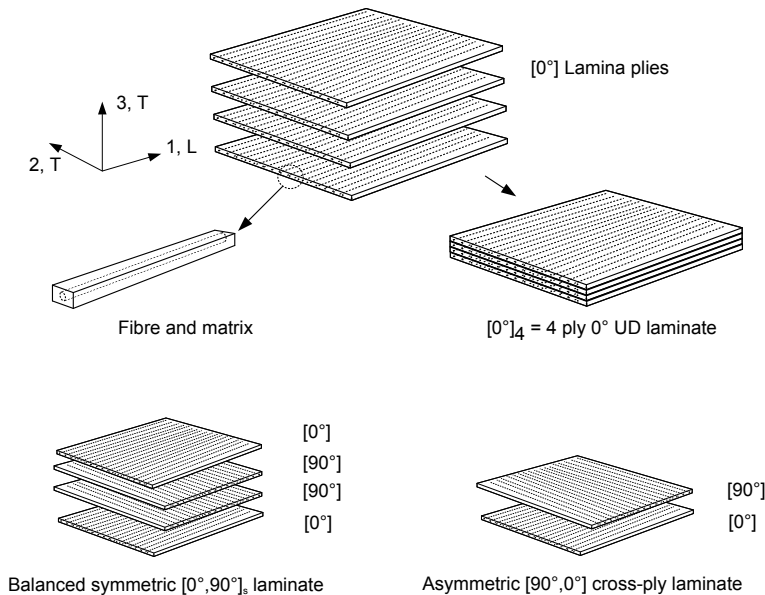 [0°] Lamina plies
3, T
1, L
2, T
Fibre and matrix
[0°]4 = 4 ply 0° UD laminate
[0°]
[90°]
[90°]
[0°]
Balanced symmetric [0°,90°]s laminate
[90°]
[0°]
Asymmetric [90°,0°] cross-ply laminate